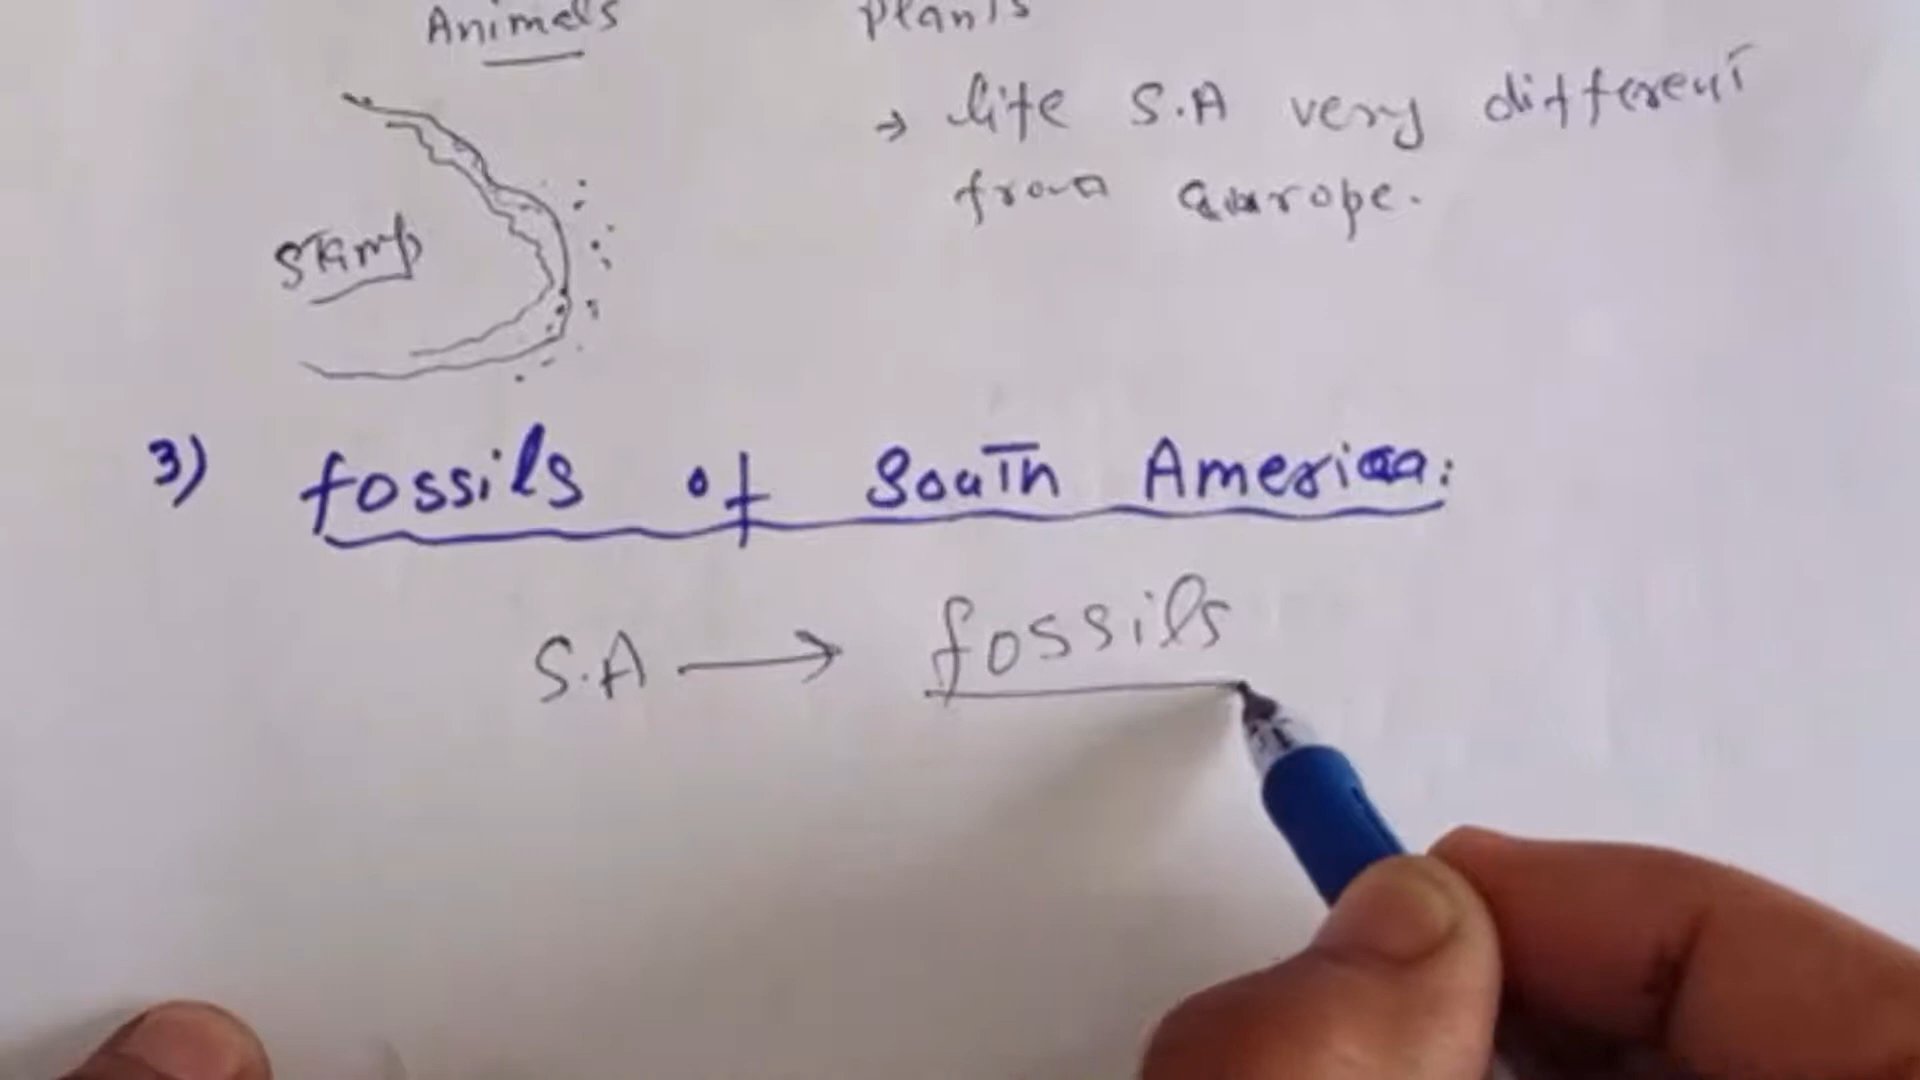 Animals Plants
→ life S.A very different
from Europe.
Stamp
3) fossils of South America:
S.A → fossils